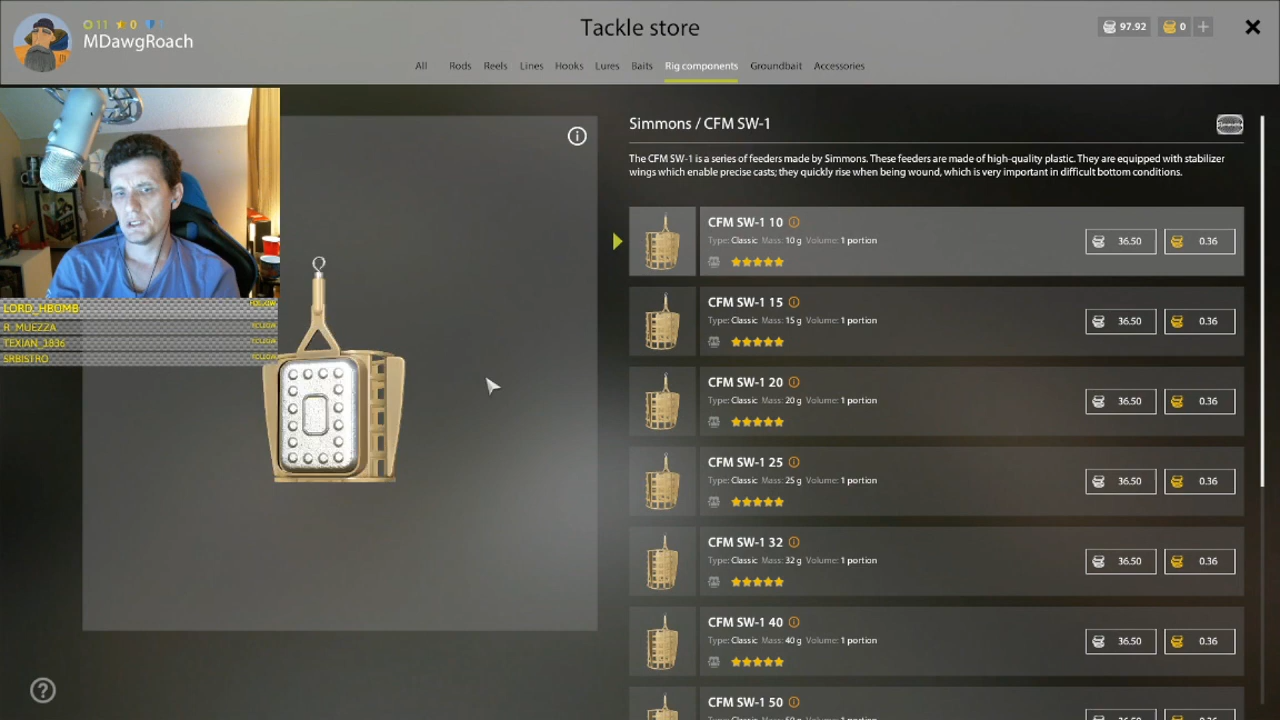 11 0 1
MDawgRoach
Tackle store
97.92 0
All Rods Reels Lines Hooks Lures Baits Rig components Groundbait Accessories
Simmons / CFM SW-1
Simmons
The CFM SW-1 is a series of feeders made by Simmons. These feeders are made of high-quality plastic. They are equipped with stabilizer
wings which enable precise casts; they quickly rise when being wound, which is very important in difficult bottom conditions.
CFM SW-1 10
Type: Classic Mass: 10 g Volume: 1 portion
36.50 0.36
CFM SW-1 15
Type: Classic Mass: 15 g Volume: 1 portion
36.50 0.36
CFM SW-1 20
Type: Classic Mass: 20 g Volume: 1 portion
36.50 0.36
CFM SW-1 25
Type: Classic Mass: 25 g Volume: 1 portion
36.50 0.36
CFM SW-1 32
Type: Classic Mass: 32 g Volume: 1 portion
36.50 0.36
CFM SW-1 40
Type: Classic Mass: 40 g Volume: 1 portion
36.50 0.36
CFM SW-1 50
LORD_HBOMB FOLLOW
R_MUEZZA FOLLOW
TEXIAN_1836 FOLLOW
SRBISTRO FOLLOW